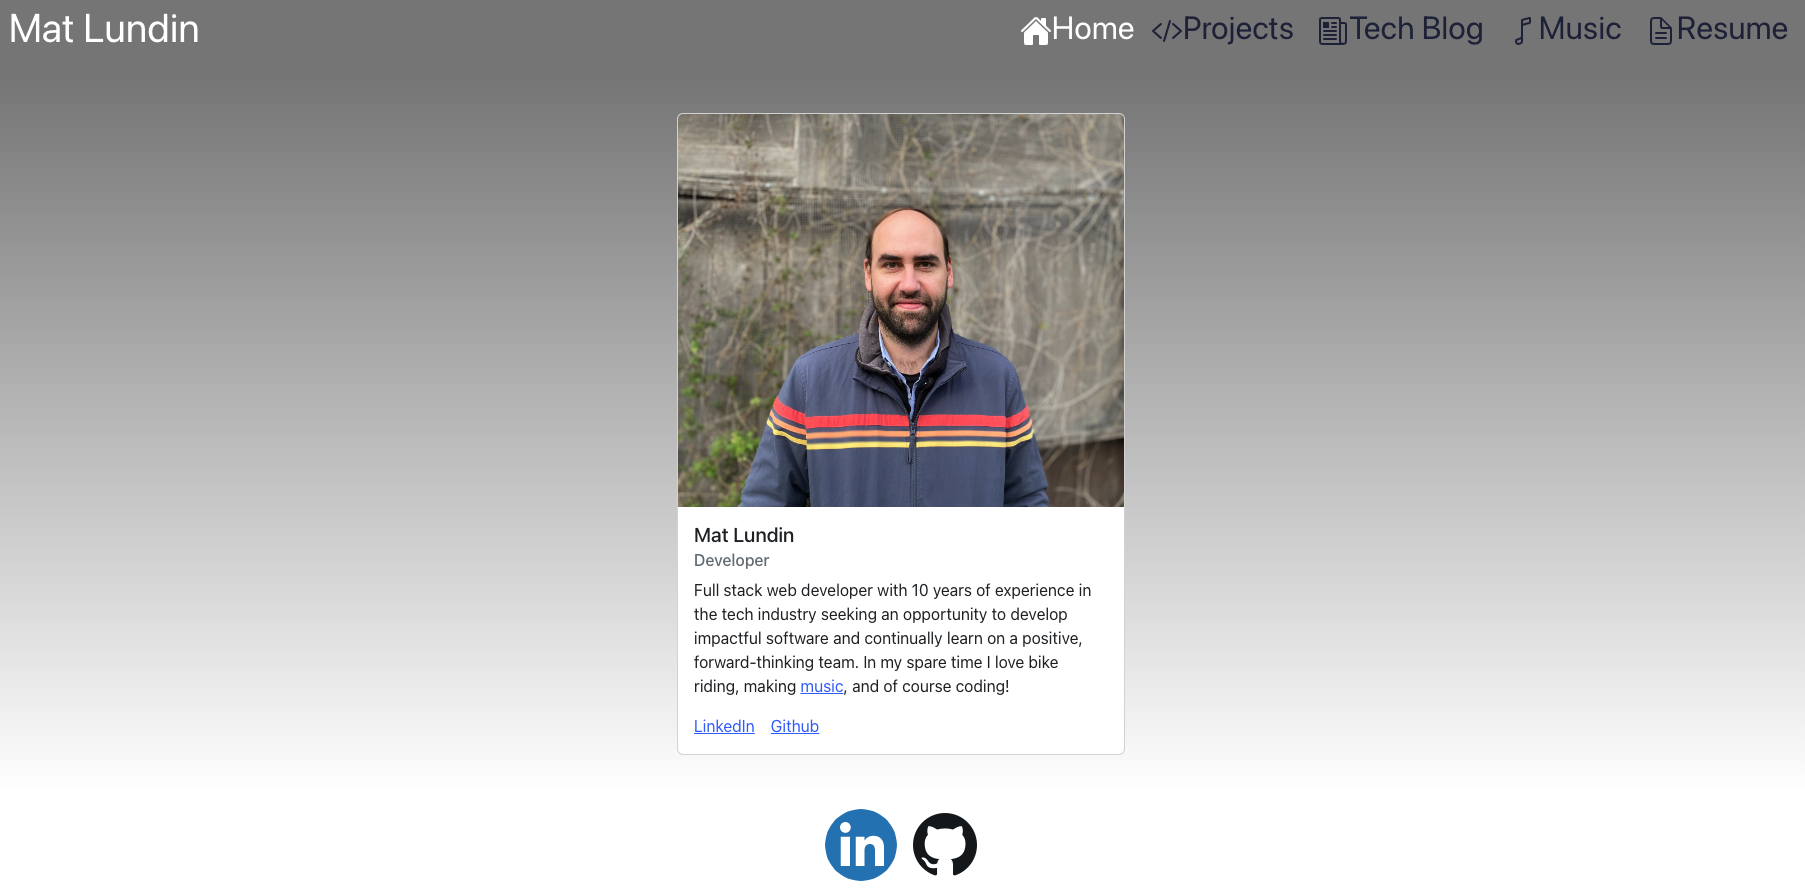 Mat Lundin
Home Projects Tech Blog Music Resume
Mat Lundin
Developer
Full stack web developer with 10 years of experience in
the tech industry seeking an opportunity to develop
impactful software and continually learn on a positive,
forward-thinking team. In my spare time I love bike
riding, making music, and of course coding!
LinkedIn Github
in